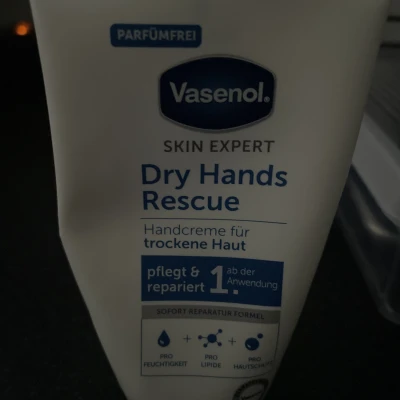 PARFÜMFREI
Vasenol.
SKIN EXPERT
Dry Hands
Rescue
Handcreme für
trockene Haut
pflegt & repariert 1. ab der Anwendung
SOFORT REPARATUR FORMEL
PRO FEUCHTIGKEIT + PRO LIPIDE + PRO HAUTSCHUTZ